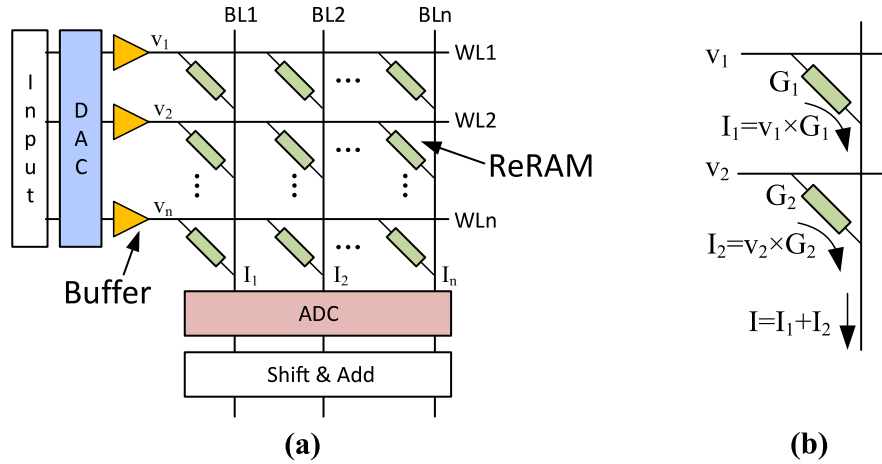 BL1 BL2 BLn
Input
DAC
v1
WL1
v2
WL2
ReRAM
vn
WLn
Buffer
I1 I2 In
ADC
Shift & Add
(a)
v1
G1
I1=v1×G1
v2
G2
I2=v2×G2
I=I1+I2
(b)